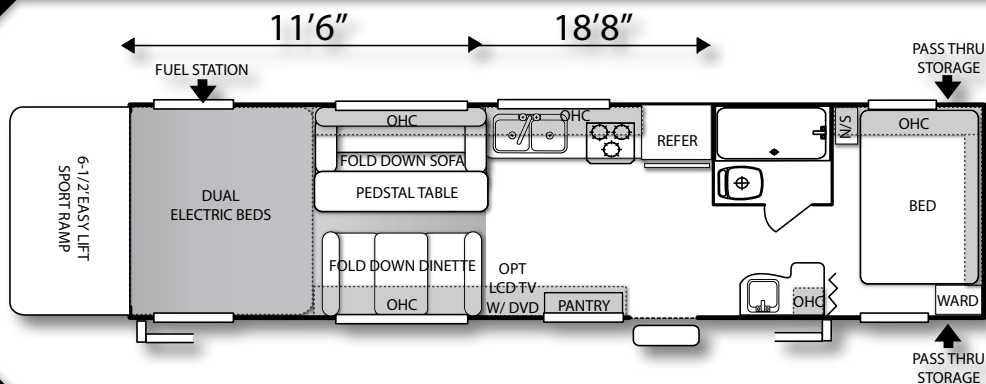 11'6”
18'8”
FUEL STATION
PASS THRU
STORAGE
6-1/2' EASY LIFT
SPORT RAMP
DUAL
ELECTRIC BEDS
OHC
FOLD DOWN SOFA
PEDSTAL TABLE
FOLD DOWN DINETTE
OHC
OHC
REFER
OPT
LCD TV
W/ DVD
PANTRY
OHC
N/S
OHC
BED
WARD
PASS THRU
STORAGE